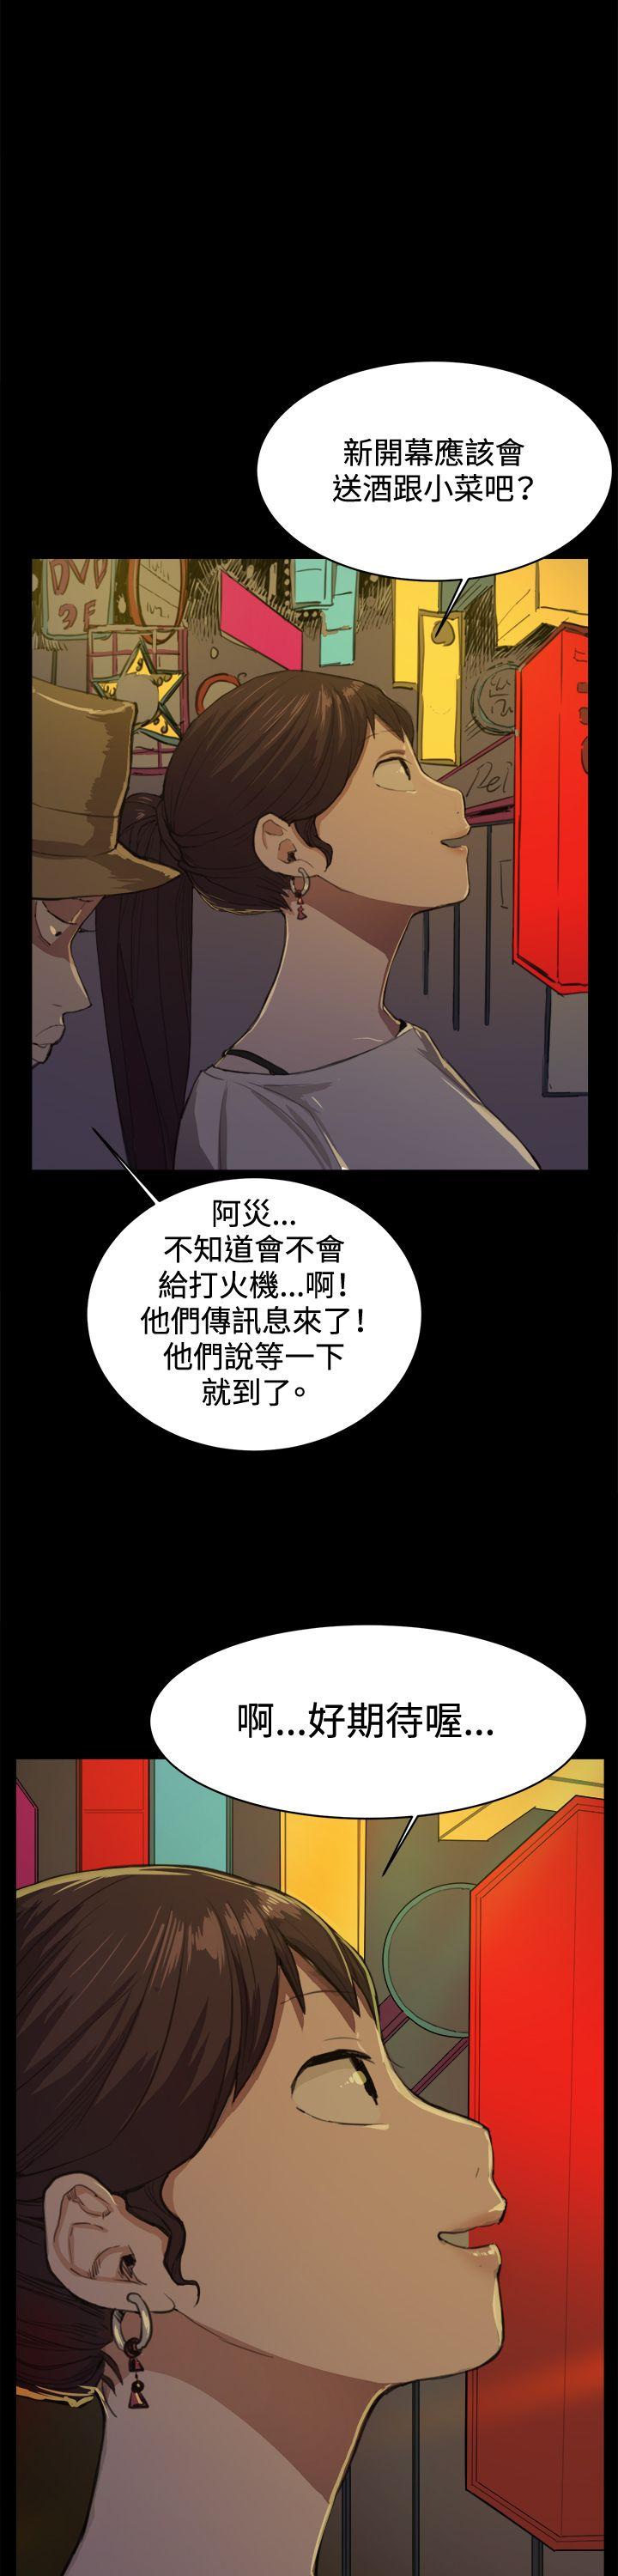 新開幕應該會
送酒跟小菜吧?
DVD
3F
阿災...
不知道會不會
給打火機...啊!
他們傳訊息來了!
他們說等一下
就到了。
啊...好期待喔...